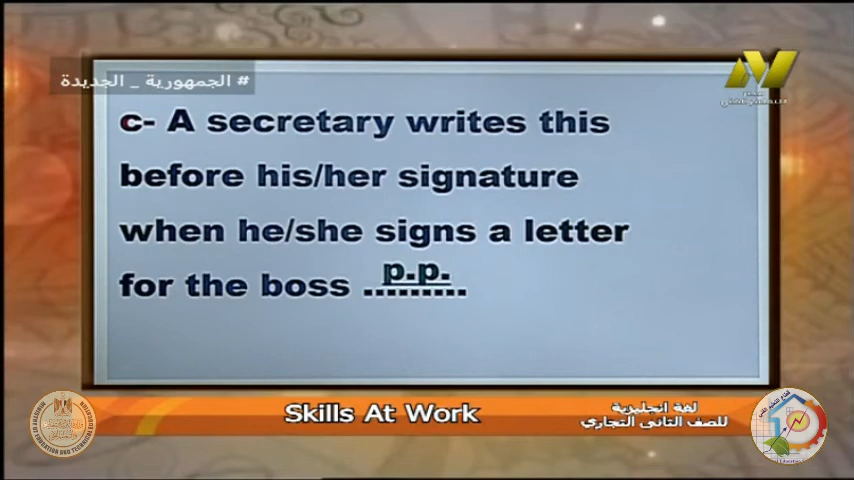 # الجمهورية _ الجديدة
c- A secretary writes this
before his/her signature
when he/she signs a letter
for the boss ...p.p....
Skills At Work
لغة انجليزية
للصف الثانى التجاري